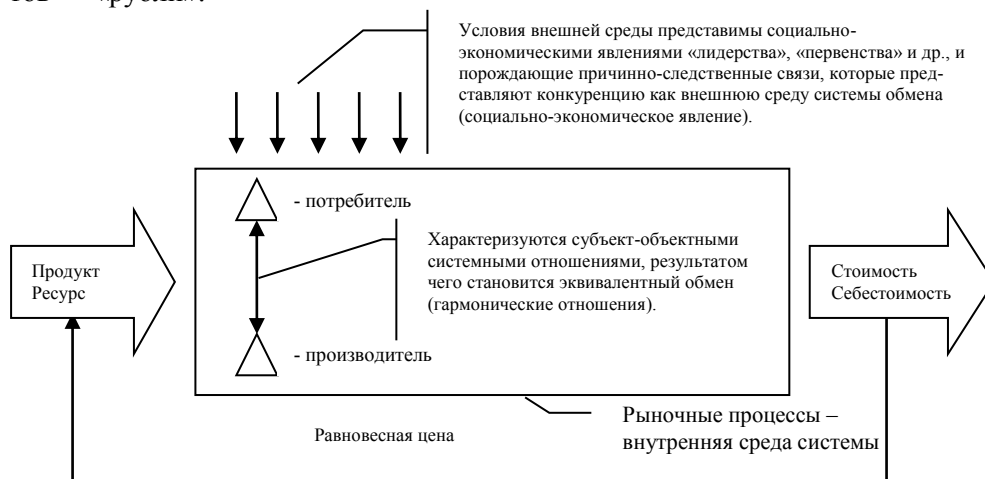 Условия внешней среды представимы социально-
экономическими явлениями «лидерства», «первенства» и др., и
порождающие причинно-следственные связи, которые пред-
ставляют конкуренцию как внешнюю среду системы обмена
(социально-экономическое явление).
- потребитель
Характеризуются субъект-объектными
системными отношениями, результатом
чего становится эквивалентный обмен
(гармонические отношения).
Продукт
Ресурс
Стоимость
Себестоимость
- производитель
Рыночные процессы –
внутренняя среда системы
Равновесная цена